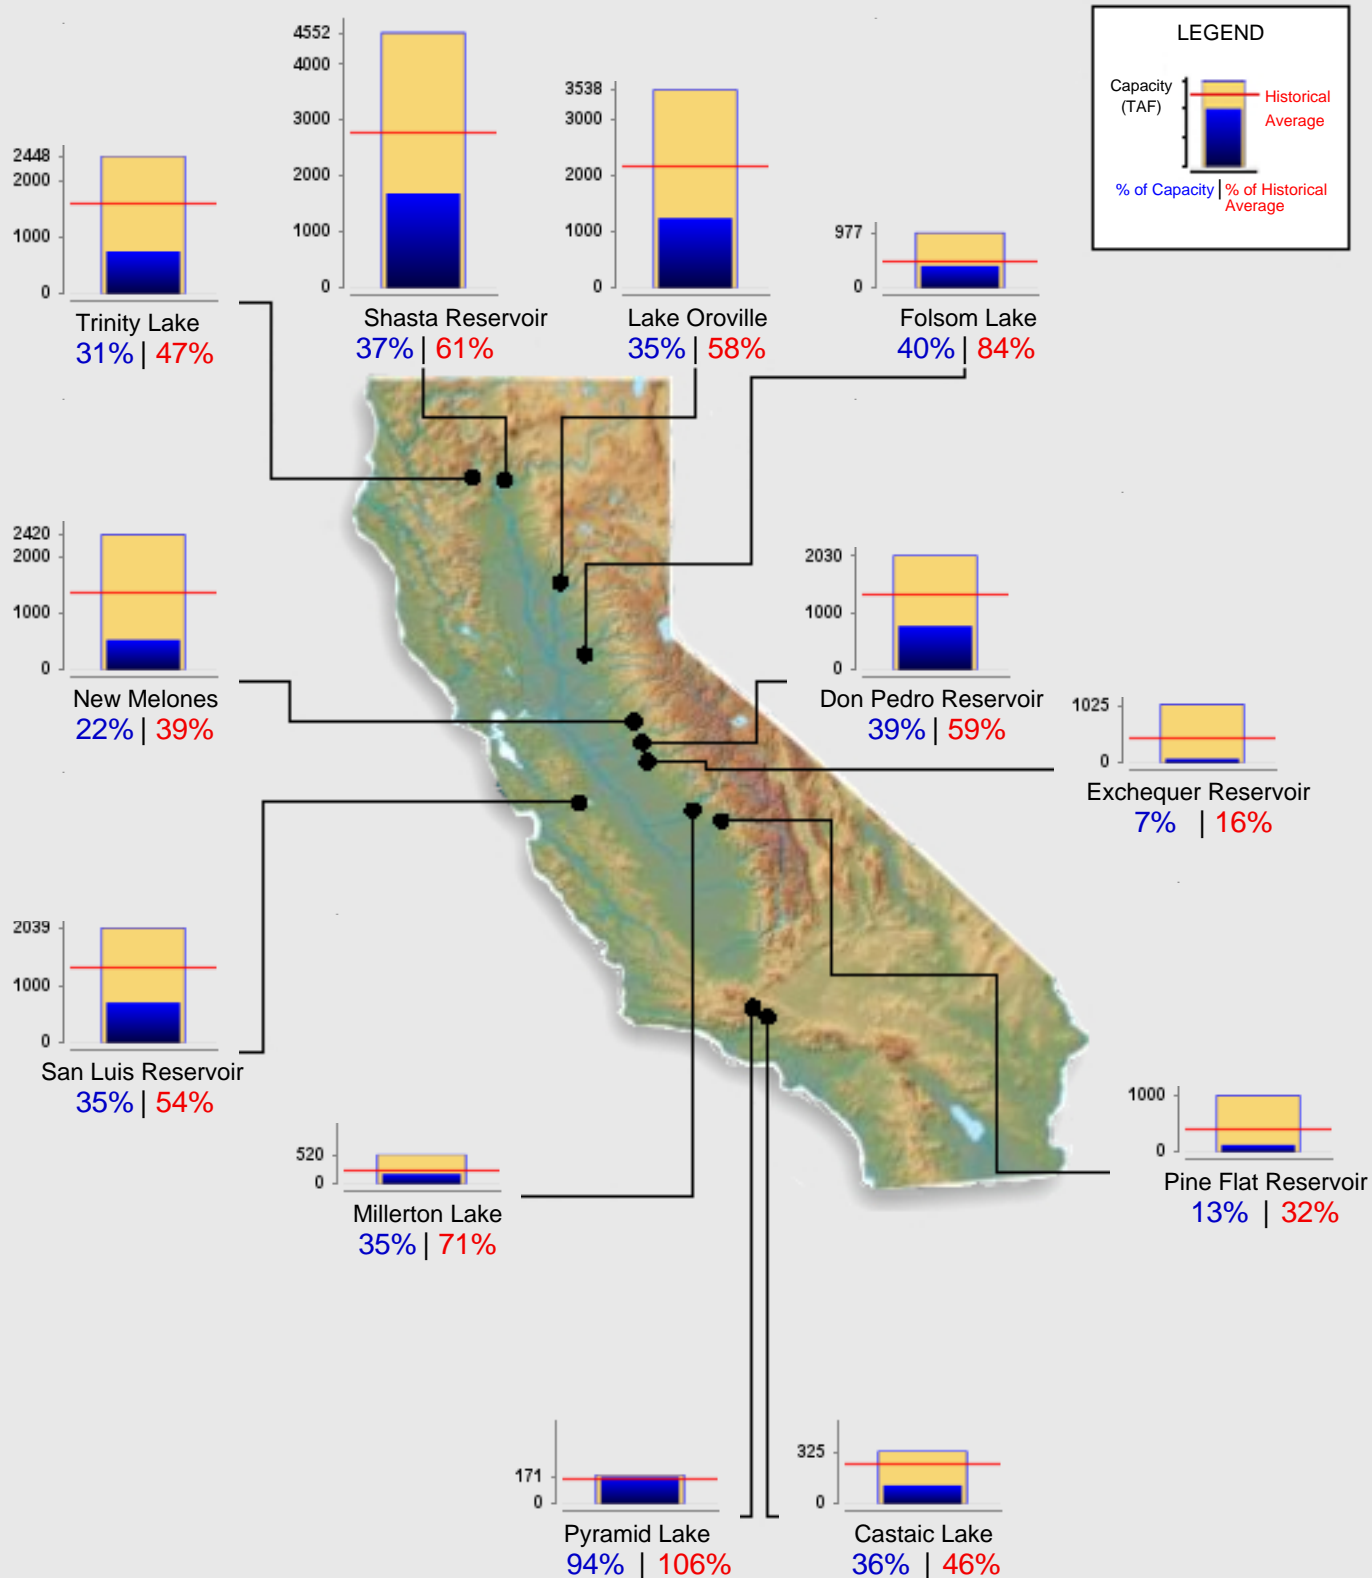 LEGEND
Capacity
(TAF)
Historical
Average
% of Capacity | % of Historical
Average
4552
4000
3000
2000
1000
0
Shasta Reservoir
37% | 61%
3538
3000
2000
1000
0
Lake Oroville
35% | 58%
2448
2000
1000
0
Trinity Lake
31% | 47%
977
0
Folsom Lake
40% | 84%
2420
2000
1000
0
New Melones
22% | 39%
2030
1000
0
Don Pedro Reservoir
39% | 59%
1025
0
Exchequer Reservoir
7% | 16%
2039
1000
0
San Luis Reservoir
35% | 54%
520
0
Millerton Lake
35% | 71%
1000
0
Pine Flat Reservoir
13% | 32%
171
0
Pyramid Lake
94% | 106%
325
0
Castaic Lake
36% | 46%